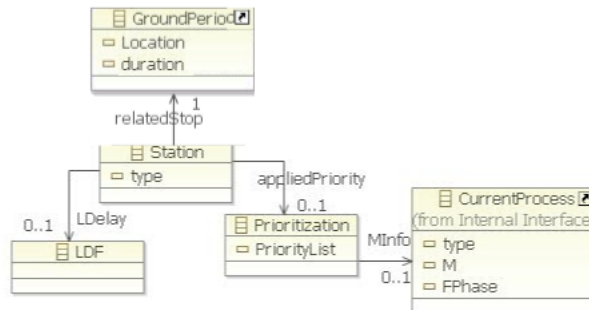 GroundPeriod
Location
duration
1
relatedStop
Station
type
appliedPriority
0..1
LDelay
0..1
LDF
Prioritization
PriorityList
MInfo
0..1
CurrentProcess
(from Internal Interface
type
M
FPhase